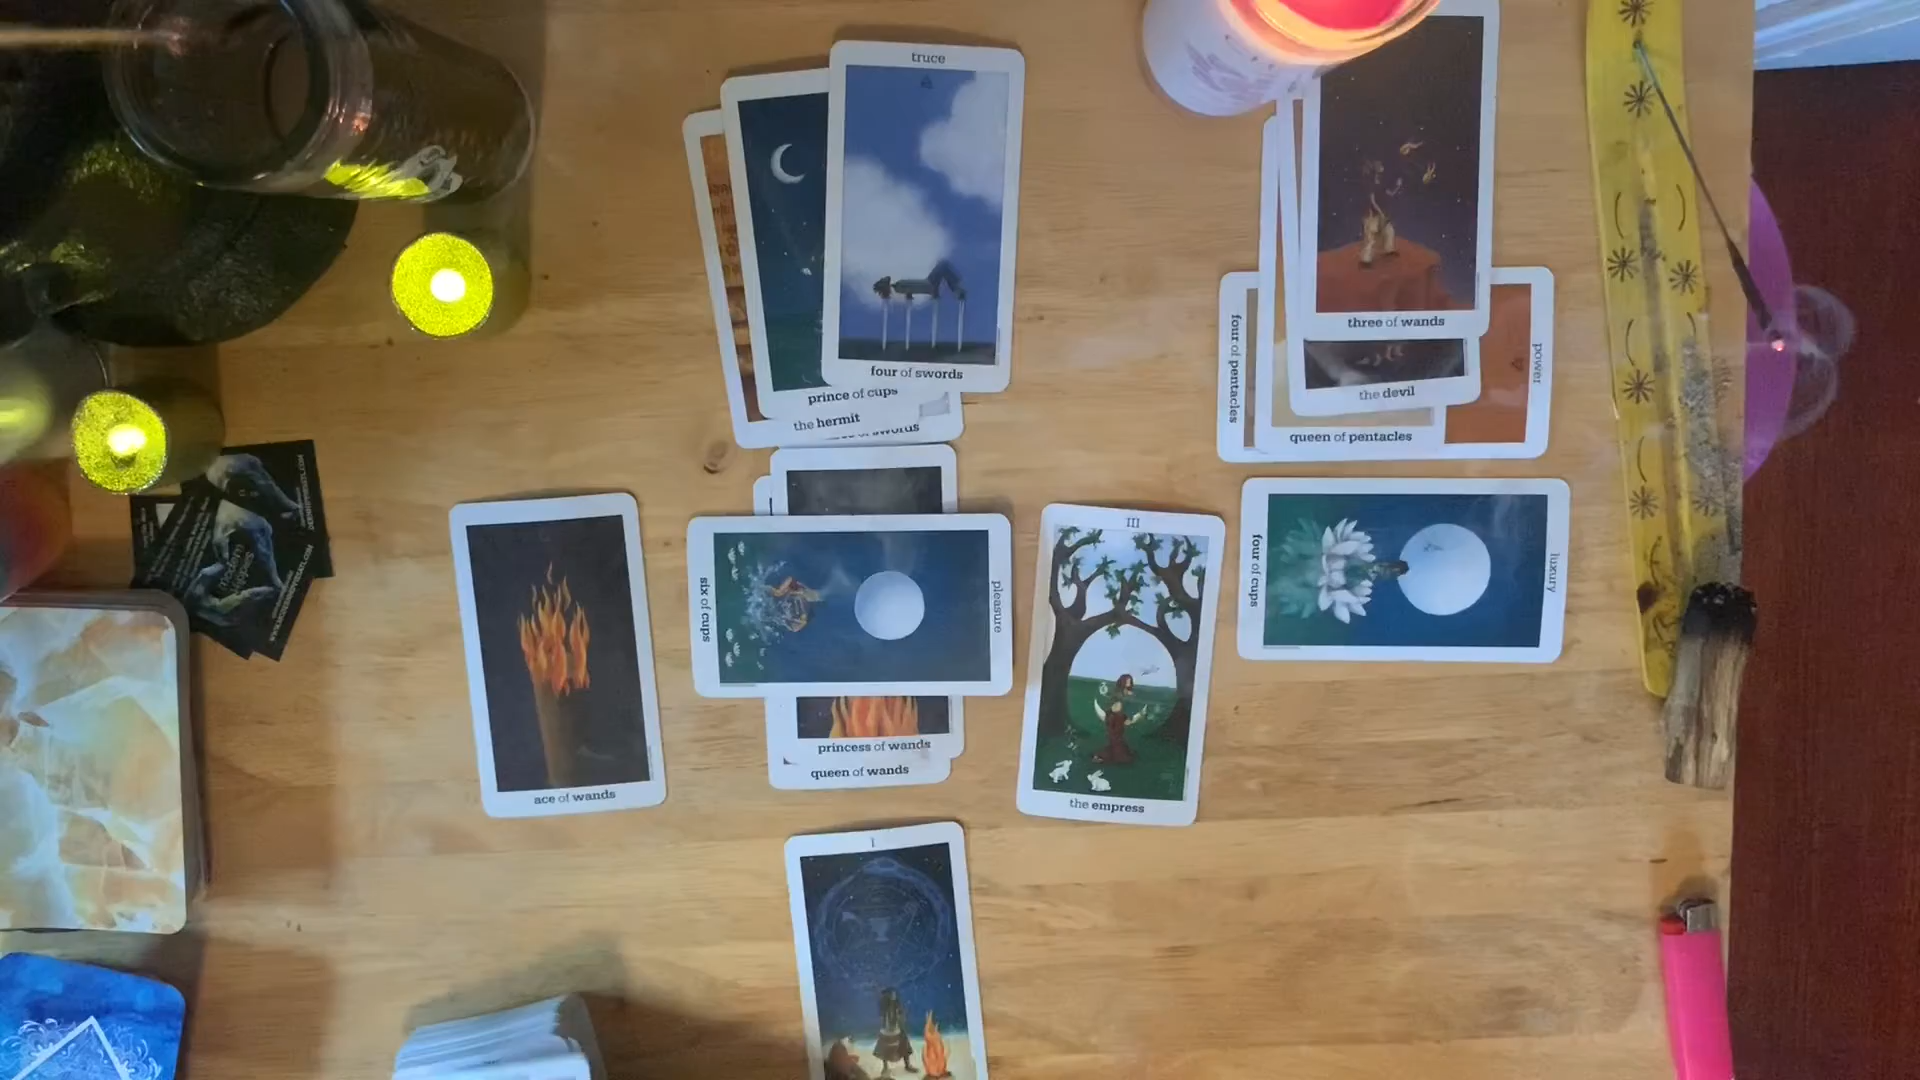 truce
four of swords
prince of cups
the hermit
of swords
three of wands
the devil
queen of pentacles
four of pentacles
power
ace of wands
six of cups
pleasure
princess of wands
queen of wands
III
the empress
four of cups
luxury
I